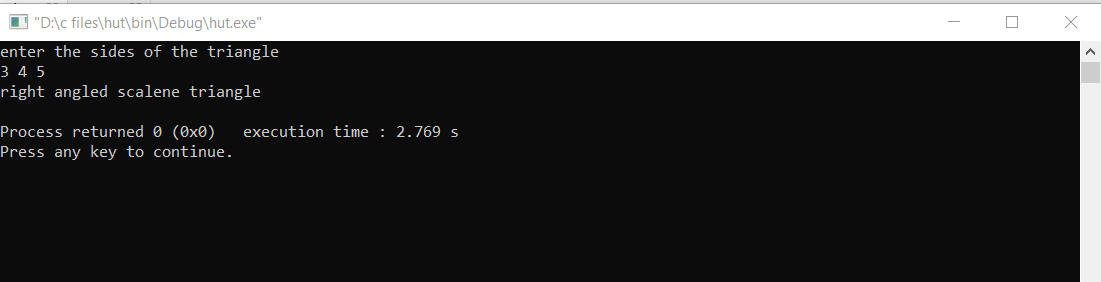 "D:\c files\hut\bin\Debug\hut.exe"
enter the sides of the triangle
3 4 5
right angled scalene triangle
Process returned 0 (0x0)   execution time : 2.769 s
Press any key to continue.